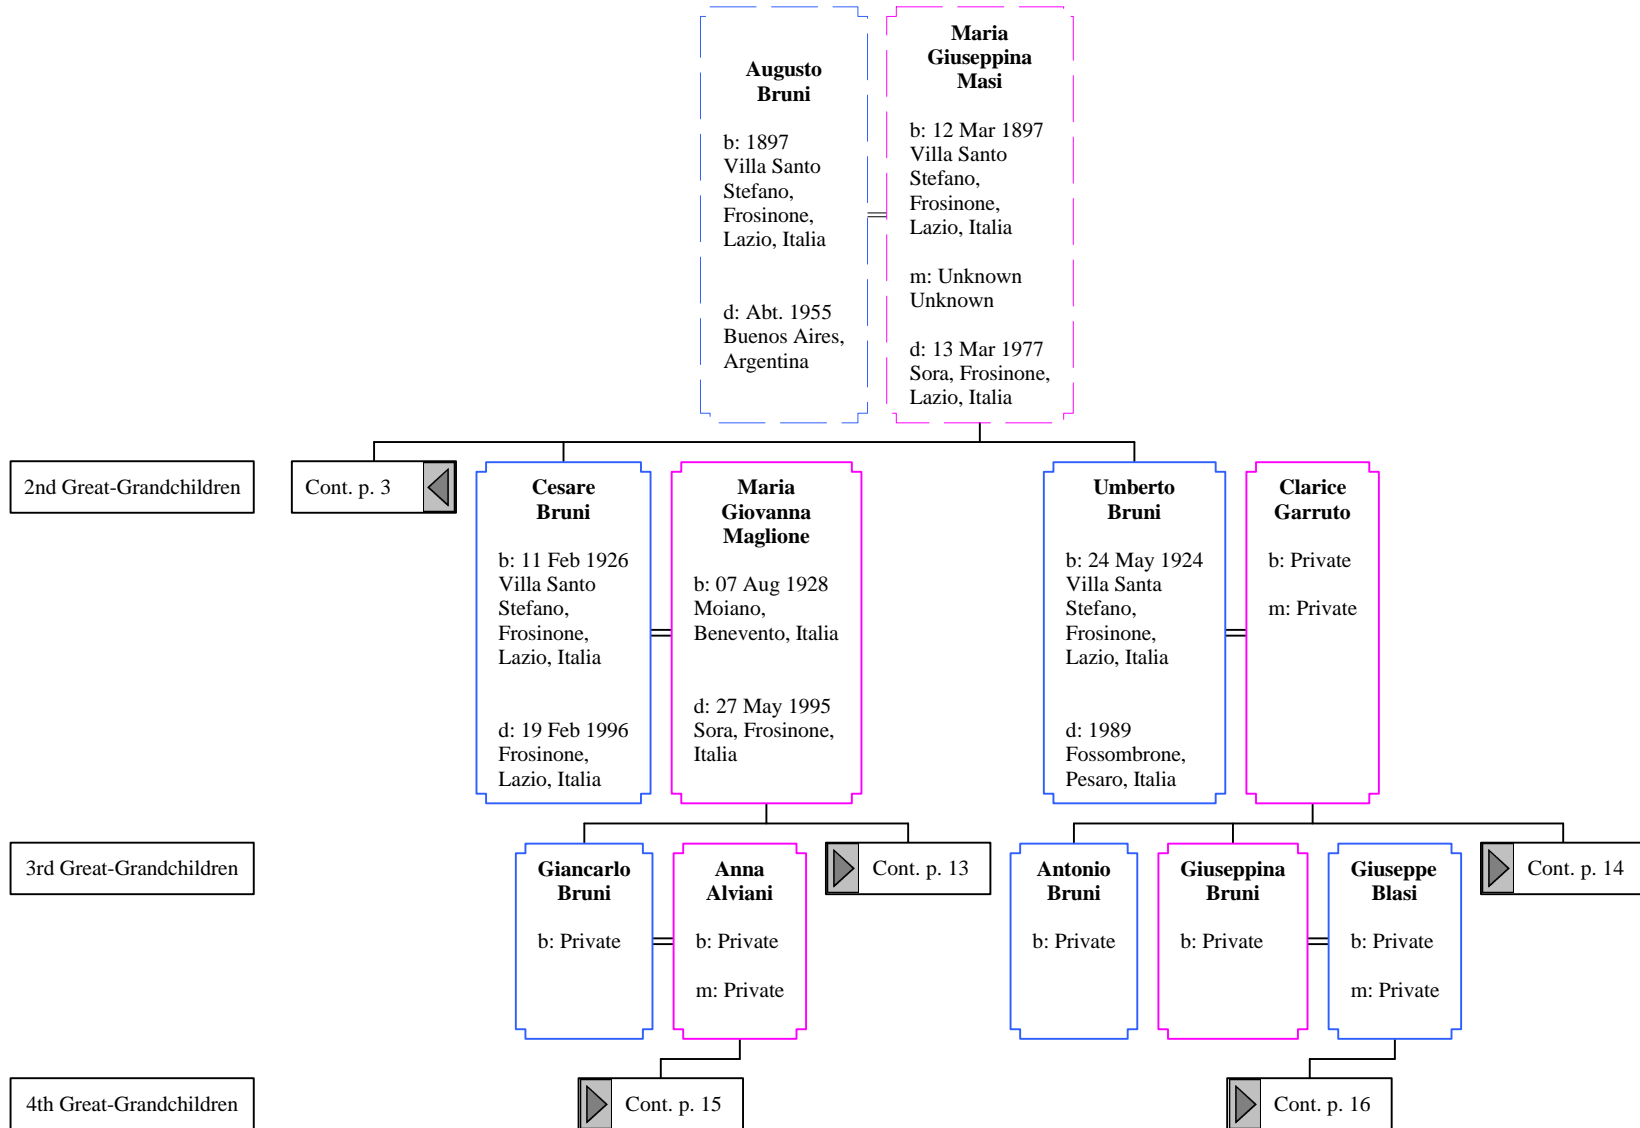 Augusto
Bruni
b: 1897
Villa Santo
Stefano,
Frosinone,
Lazio, Italia
d: Abt. 1955
Buenos Aires,
Argentina
Maria
Giuseppina
Masi
b: 12 Mar 1897
Villa Santo
Stefano,
Frosinone,
Lazio, Italia
m: Unknown
Unknown
d: 13 Mar 1977
Sora, Frosinone,
Lazio, Italia
2nd Great-Grandchildren
Cont. p. 3
Cesare
Bruni
b: 11 Feb 1926
Villa Santo
Stefano,
Frosinone,
Lazio, Italia
d: 19 Feb 1996
Frosinone,
Lazio, Italia
Maria
Giovanna
Maglione
b: 07 Aug 1928
Moiano,
Benevento, Italia
d: 27 May 1995
Sora, Frosinone,
Italia
Umberto
Bruni
b: 24 May 1924
Villa Santa
Stefano,
Frosinone,
Lazio, Italia
d: 1989
Fossombrone,
Pesaro, Italia
Clarice
Garruto
b: Private
m: Private
3rd Great-Grandchildren
Giancarlo
Bruni
b: Private
Anna
Alviani
b: Private
m: Private
Cont. p. 13
Antonio
Bruni
b: Private
Giuseppina
Bruni
b: Private
Giuseppe
Blasi
b: Private
m: Private
Cont. p. 14
4th Great-Grandchildren
Cont. p. 15
Cont. p. 16